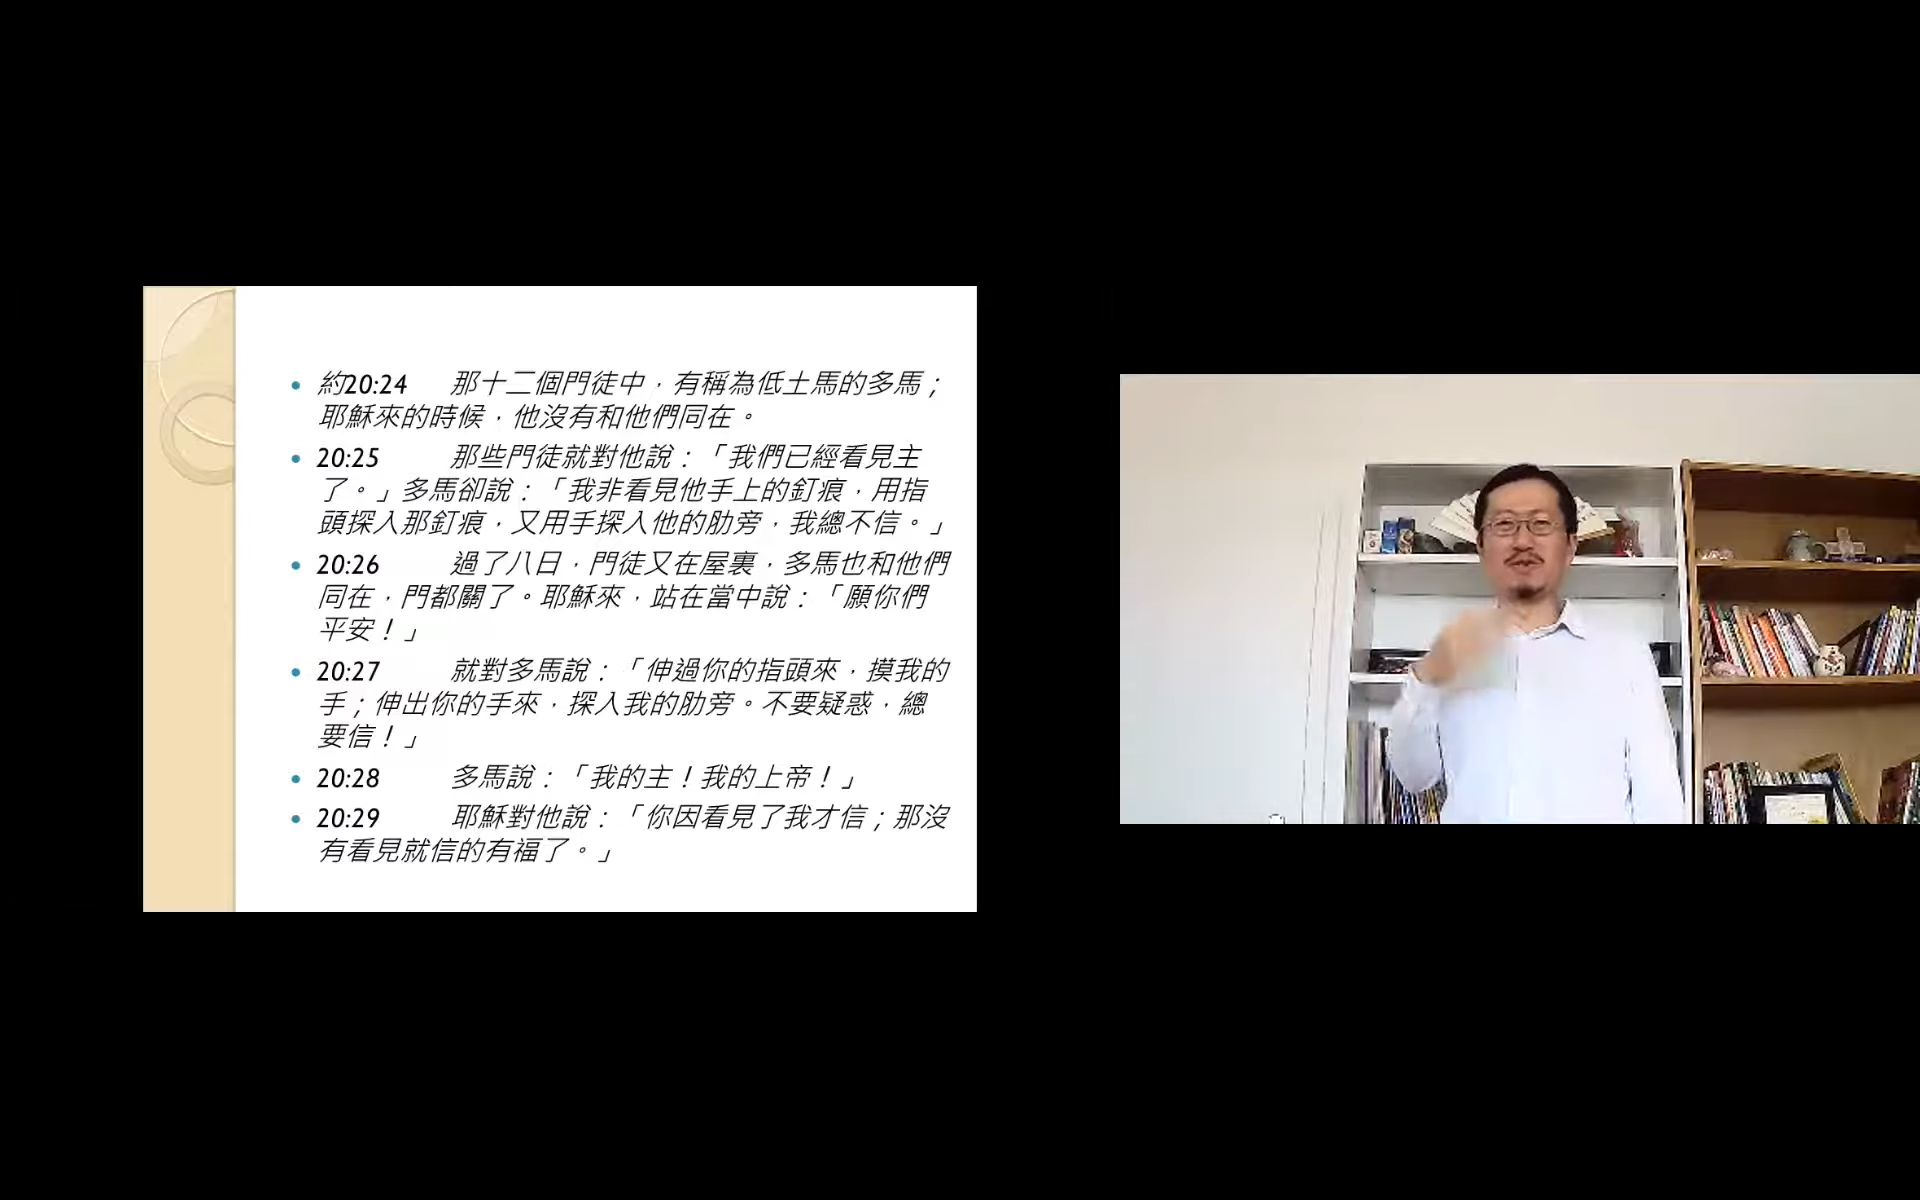 約20:24 那十二個門徒中，有稱為低土馬的多馬；
耶穌來的時候，他沒有和他們同在。
20:25 那些門徒就對他說：「我們已經看見主
了。」多馬卻說：「我非看見他手上的釘痕，用指
頭探入那釘痕，又用手探入他的肋旁，我總不信。」
20:26 過了八日，門徒又在屋裏，多馬也和他們
同在，門都關了。耶穌來，站在當中說：「願你們
平安！」
20:27 就對多馬說：「伸過你的指頭來，摸我的
手；伸出你的手來，探入我的肋旁。不要疑惑，總
要信！」
20:28 多馬說：「我的主！我的上帝！」
20:29 耶穌對他說：「你因看見了我才信；那沒
有看見就信的有福了。」